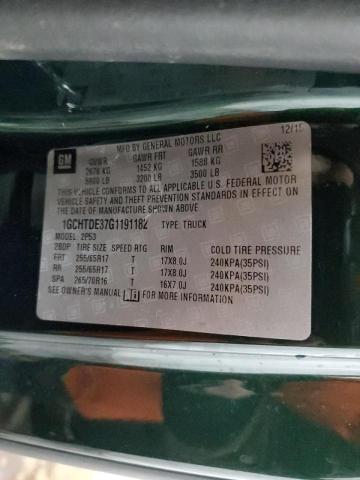 MFD BY GENERAL MOTORS LLC
12/15
GM
GVWR GAWR FRT GAWR RR
2676 KG 1452 KG 1588 KG
5900 LB 3200 LB 3500 LB
THIS VEHICLE CONFORMS TO ALL APPLICABLE U.S. FEDERAL MOTOR
VEHICLE SAFETY AND THEFT PREVENTION STANDARDS IN EFFECT ON THE
DATE OF MANUFACTURE SHOWN ABOVE.
1GCHTDE37G1191182 TYPE: TRUCK
MODEL: 2P53
2BDP TIRE SIZE SPEED RTG RIM COLD TIRE PRESSURE
FRT 255/65R17 T 17X8.0J 240KPA(35PSI)
RR 255/65R17 T 17X8.0J 240KPA(35PSI)
SPA 265/70R16 T 16X7.0J 240KPA(35PSI)
SEE OWNER'S MANUAL FOR MORE INFORMATION